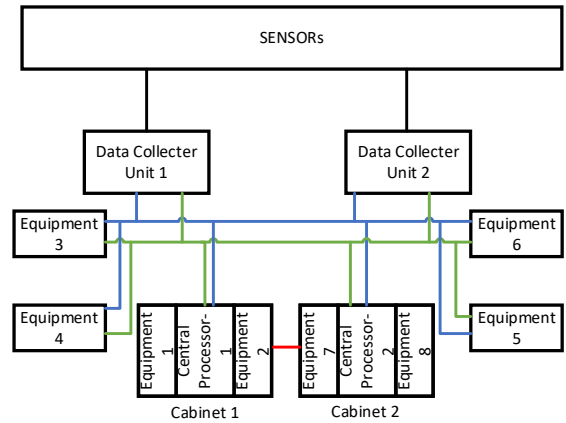 SENSORs
Data Collecter
Unit 1
Data Collecter
Unit 2
Equipment
3
Equipment
6
Equipment
4
Equipment
5
Equipment
1
Central
Processor-
1
Equipment
2
Equipment
7
Central
Processor-
2
Equipment
8
Cabinet 1
Cabinet 2